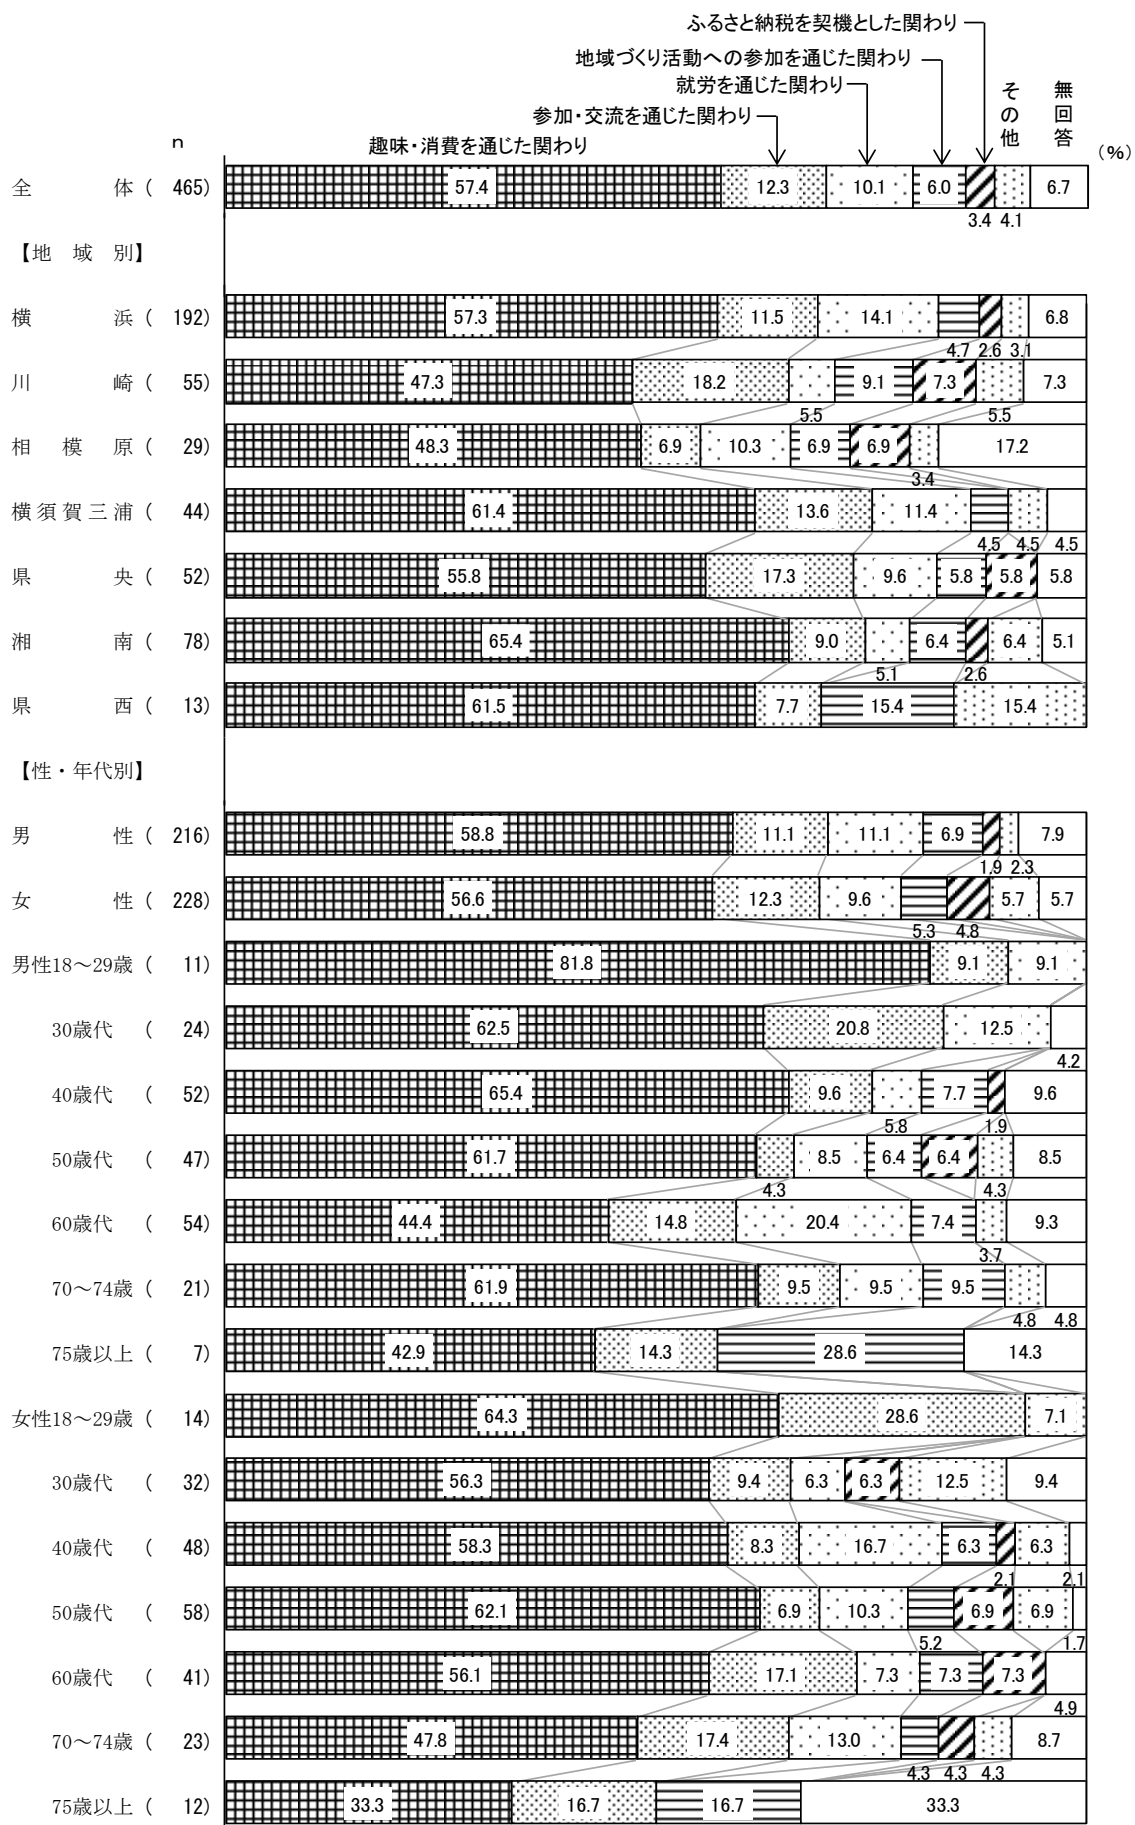 ふるさと納税を契機とした関わり
地域づくり活動への参加を通じた関わり
就労を通じた関わり
参加・交流を通じた関わり
趣味・消費を通じた関わり
その他
無回答
n
(%)
全体 ( 465) 57.4 12.3 10.1 6.0 6.7
3.4 4.1
【地域別】
横浜 ( 192) 57.3 11.5 14.1 6.8
4.7 2.6 3.1
川崎 ( 55) 47.3 18.2 9.1 7.3 7.3
5.5 5.5
相模原 ( 29) 48.3 6.9 10.3 6.9 6.9 17.2
3.4
横須賀三浦 ( 44) 61.4 13.6 11.4
4.5 4.5 4.5
県央 ( 52) 55.8 17.3 9.6 5.8 5.8 5.8
湘南 ( 78) 65.4 9.0 6.4 6.4 5.1
5.1 2.6
県西 ( 13) 61.5 7.7 15.4 15.4
【性・年代別】
男性 ( 216) 58.8 11.1 11.1 6.9 7.9
1.9 2.3
女性 ( 228) 56.6 12.3 9.6 5.7 5.7
5.3 4.8
男性18～29歳 ( 11) 81.8 9.1 9.1
30歳代 ( 24) 62.5 20.8 12.5
4.2
40歳代 ( 52) 65.4 9.6 7.7 9.6
5.8 1.9
50歳代 ( 47) 61.7 8.5 6.4 6.4 8.5
4.3 4.3
60歳代 ( 54) 44.4 14.8 20.4 7.4 9.3
3.7
70～74歳 ( 21) 61.9 9.5 9.5 9.5
4.8 4.8
75歳以上 ( 7) 42.9 14.3 28.6 14.3
女性18～29歳 ( 14) 64.3 28.6 7.1
30歳代 ( 32) 56.3 9.4 6.3 6.3 12.5 9.4
40歳代 ( 48) 58.3 8.3 16.7 6.3 6.3
2.1 2.1
50歳代 ( 58) 62.1 6.9 10.3 6.9 6.9
5.2 1.7
60歳代 ( 41) 56.1 17.1 7.3 7.3 7.3
4.9
70～74歳 ( 23) 47.8 17.4 13.0 8.7
4.3 4.3 4.3
75歳以上 ( 12) 33.3 16.7 16.7 33.3